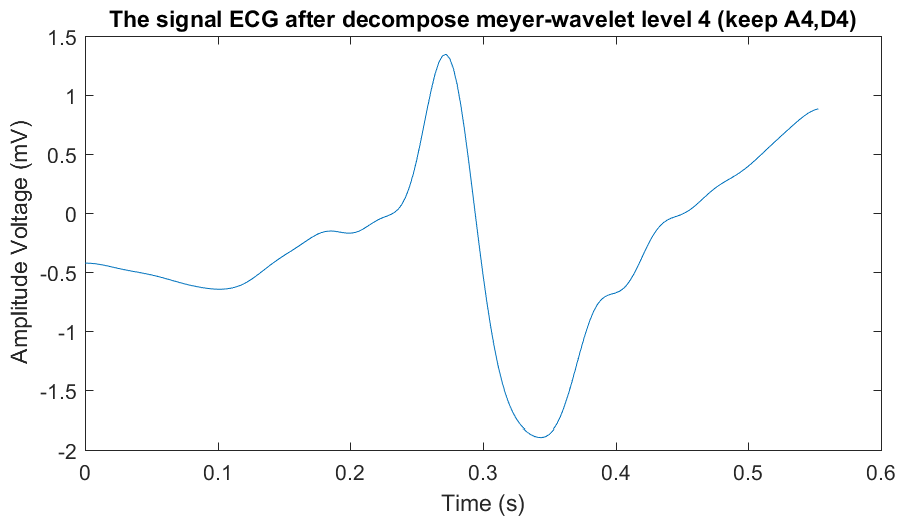 The signal ECG after decompose meyer-wavelet level 4 (keep A4,D4)
1.5
1
0.5
0
-0.5
-1
-1.5
-2
Amplitude Voltage (mV)
0 0.1 0.2 0.3 0.4 0.5 0.6
Time (s)